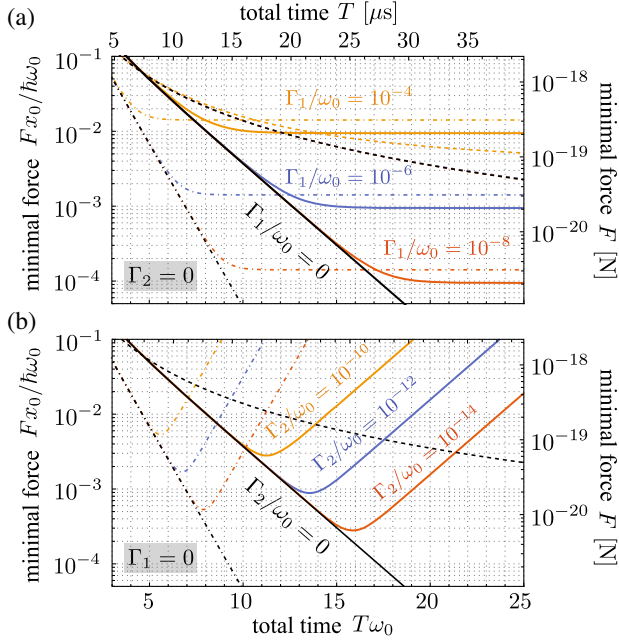 (a)
total time T [μs]
5 10 15 20 25 30 35
minimal force Fx₀/ħω₀
10⁻¹
10⁻²
10⁻³
10⁻⁴
Γ₁/ω₀ = 10⁻⁴
Γ₁/ω₀ = 10⁻⁶
Γ₁/ω₀ = 10⁻⁸
Γ₁/ω₀ = 0
Γ₂ = 0
10⁻¹⁸
10⁻¹⁹
10⁻²⁰
minimal force F [N]
(b)
minimal force Fx₀/ħω₀
10⁻¹
10⁻²
10⁻³
10⁻⁴
Γ₂/ω₀ = 10⁻¹⁰
Γ₂/ω₀ = 10⁻¹²
Γ₂/ω₀ = 10⁻¹⁴
Γ₂/ω₀ = 0
Γ₁ = 0
10⁻¹⁸
10⁻¹⁹
10⁻²⁰
minimal force F [N]
5 10 15 20 25
total time Tω₀